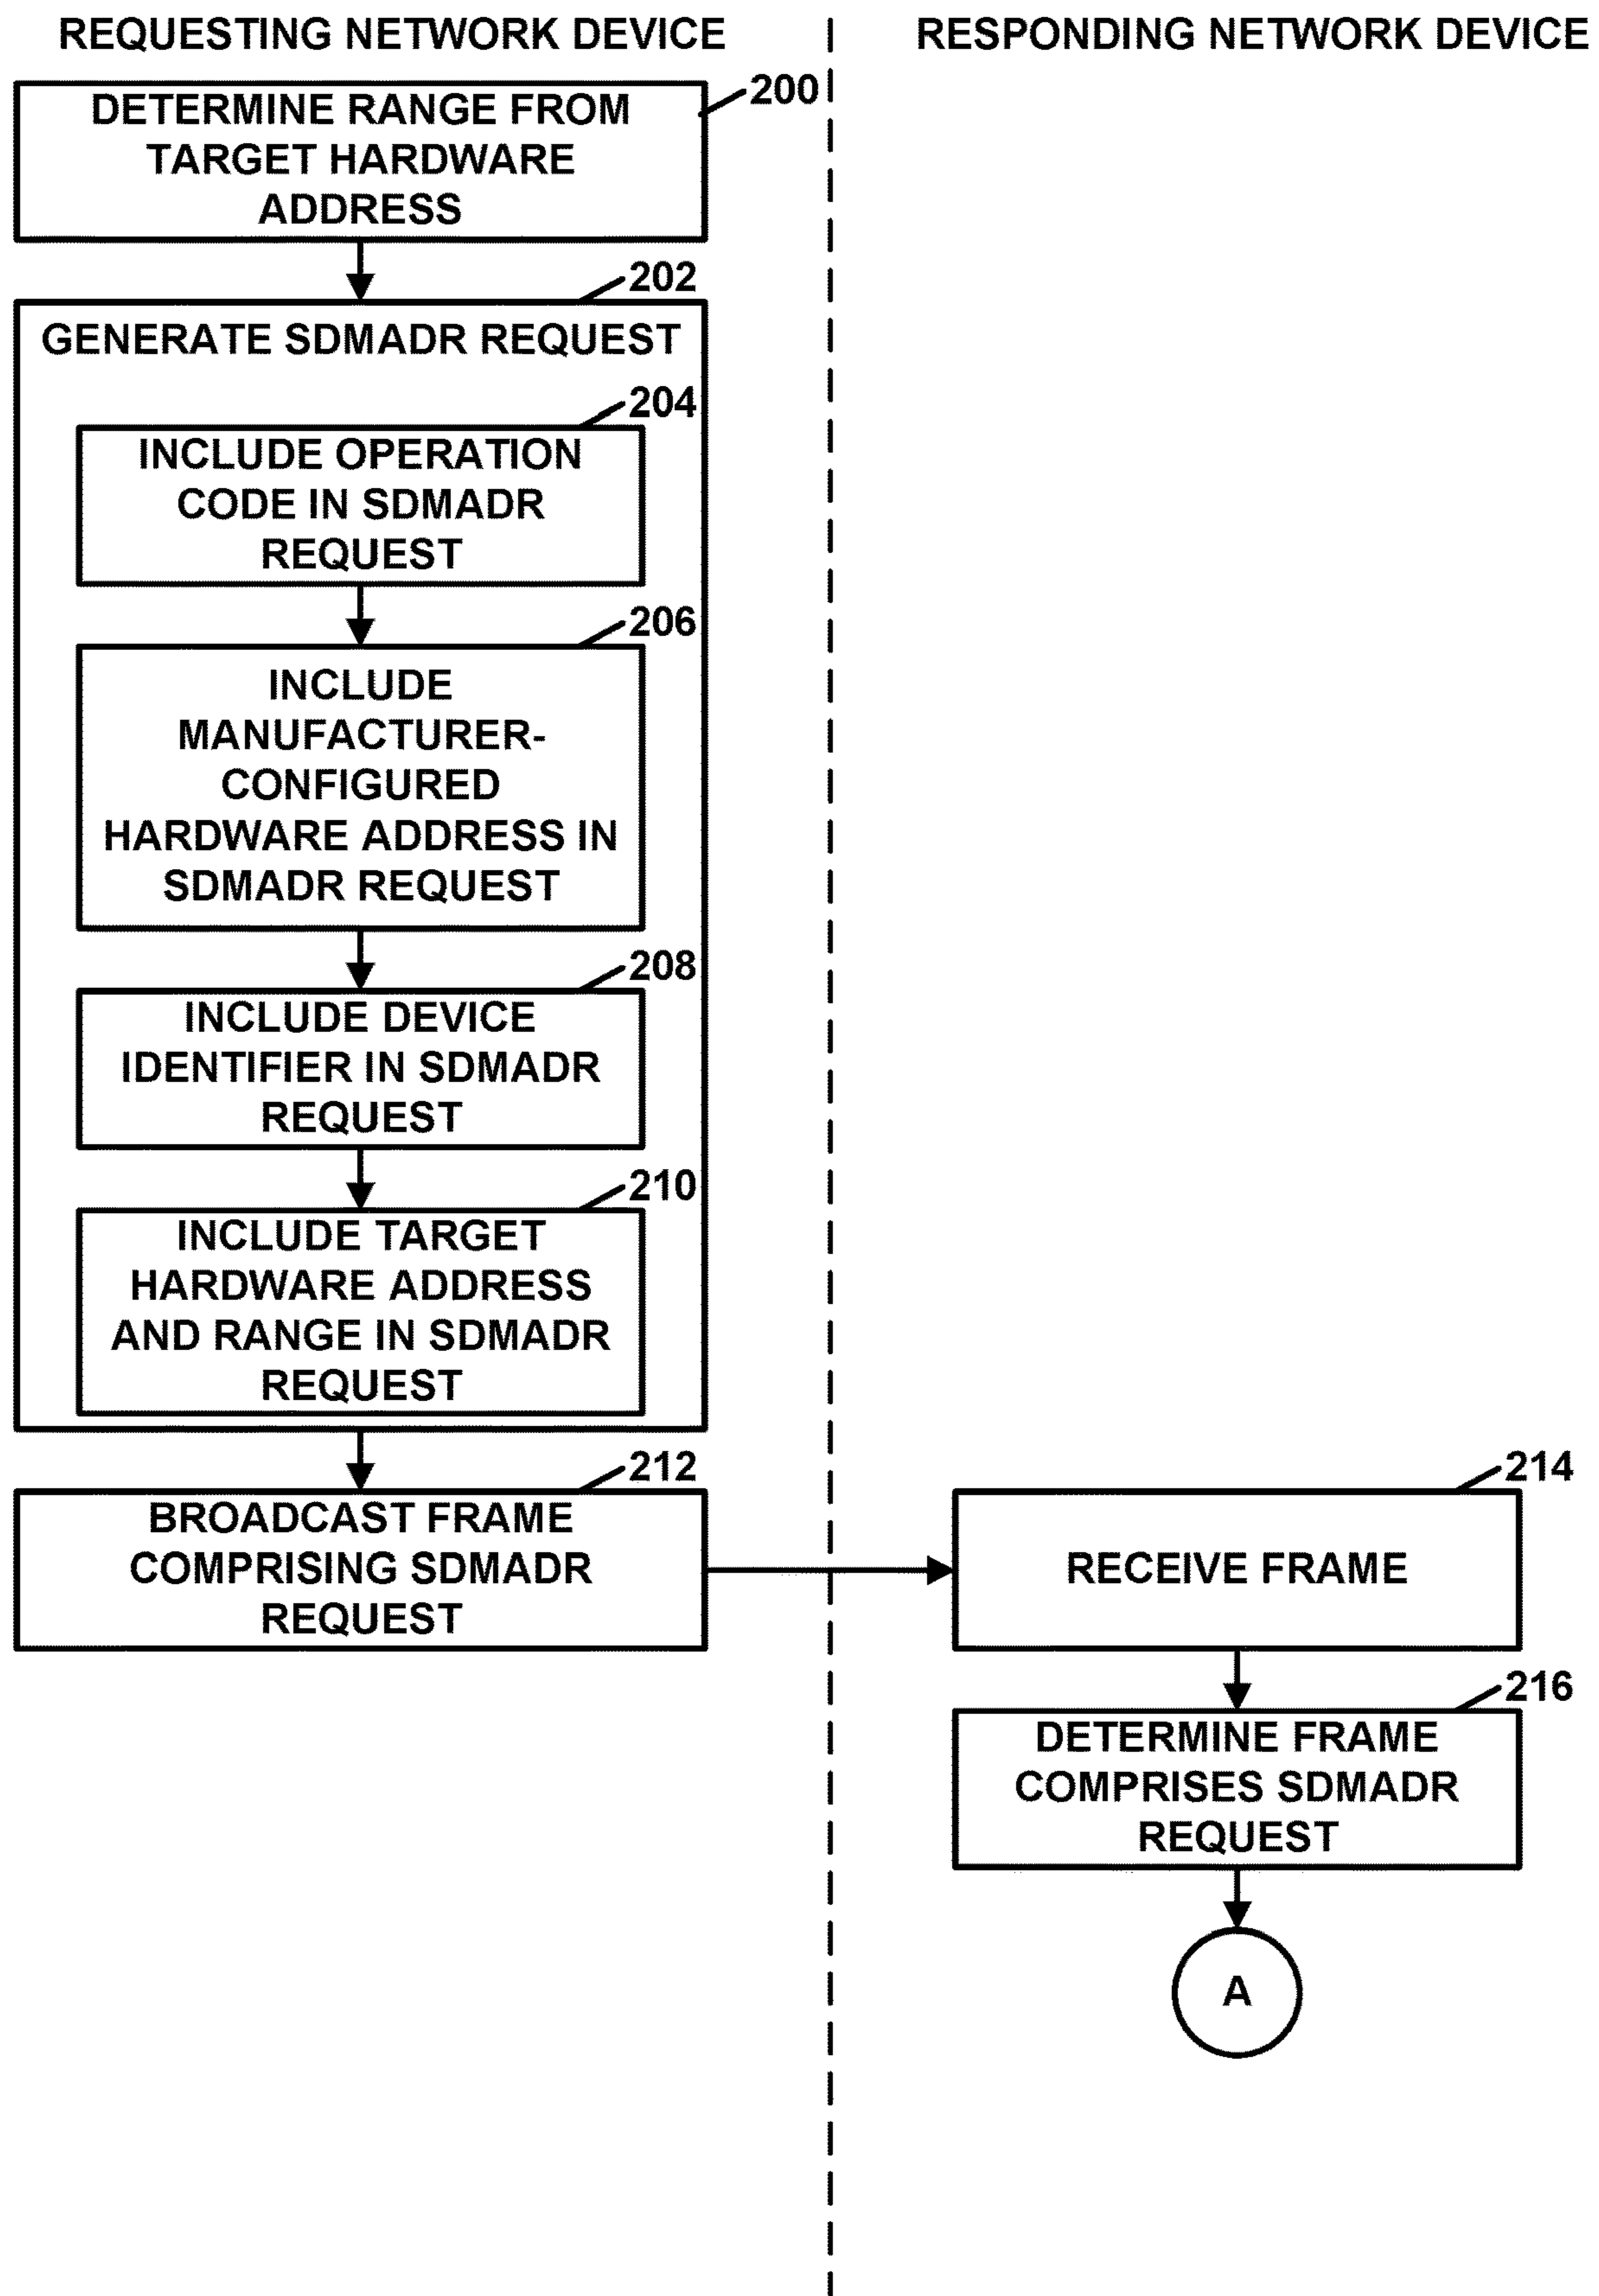 REQUESTING NETWORK DEVICE
RESPONDING NETWORK DEVICE
200
DETERMINE RANGE FROM
TARGET HARDWARE
ADDRESS
202
GENERATE SDMADR REQUEST
204
INCLUDE OPERATION
CODE IN SDMADR
REQUEST
206
INCLUDE
MANUFACTURER-
CONFIGURED
HARDWARE ADDRESS IN
SDMADR REQUEST
208
INCLUDE DEVICE
IDENTIFIER IN SDMADR
REQUEST
210
INCLUDE TARGET
HARDWARE ADDRESS
AND RANGE IN SDMADR
REQUEST
212
BROADCAST FRAME
COMPRISING SDMADR
REQUEST
214
RECEIVE FRAME
216
DETERMINE FRAME
COMPRISES SDMADR
REQUEST
A